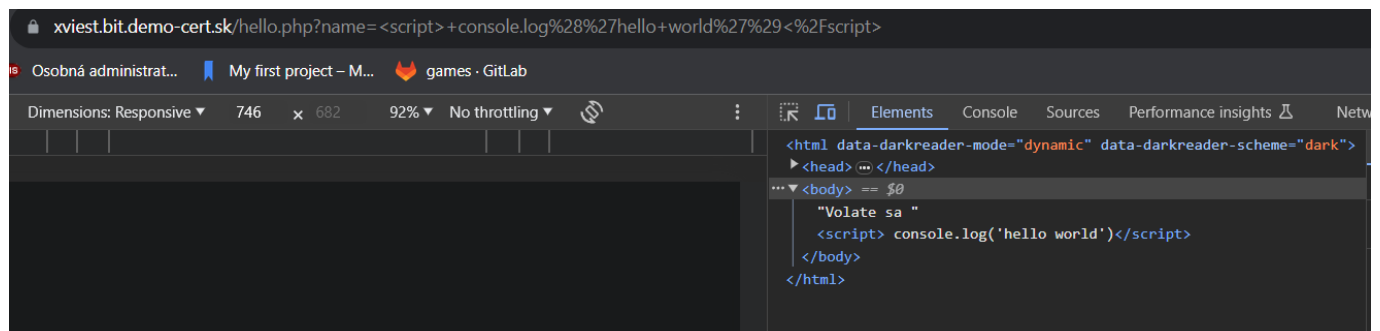 xviest.bit.demo-cert.sk/hello.php?name=<script>+console.log%28%27hello+world%27%29<%2Fscript>
IS Osobná administrat... My first project – M... games · GitLab
Dimensions: Responsive ▼ 746 × 682 92% ▼ No throttling ▼
Elements Console Sources Performance insights Netw
<html data-darkreader-mode="dynamic" data-darkreader-scheme="dark">
▶<head> … </head>
…▼<body> == $0
"Volate sa "
<script> console.log('hello world')</script>
</body>
</html>